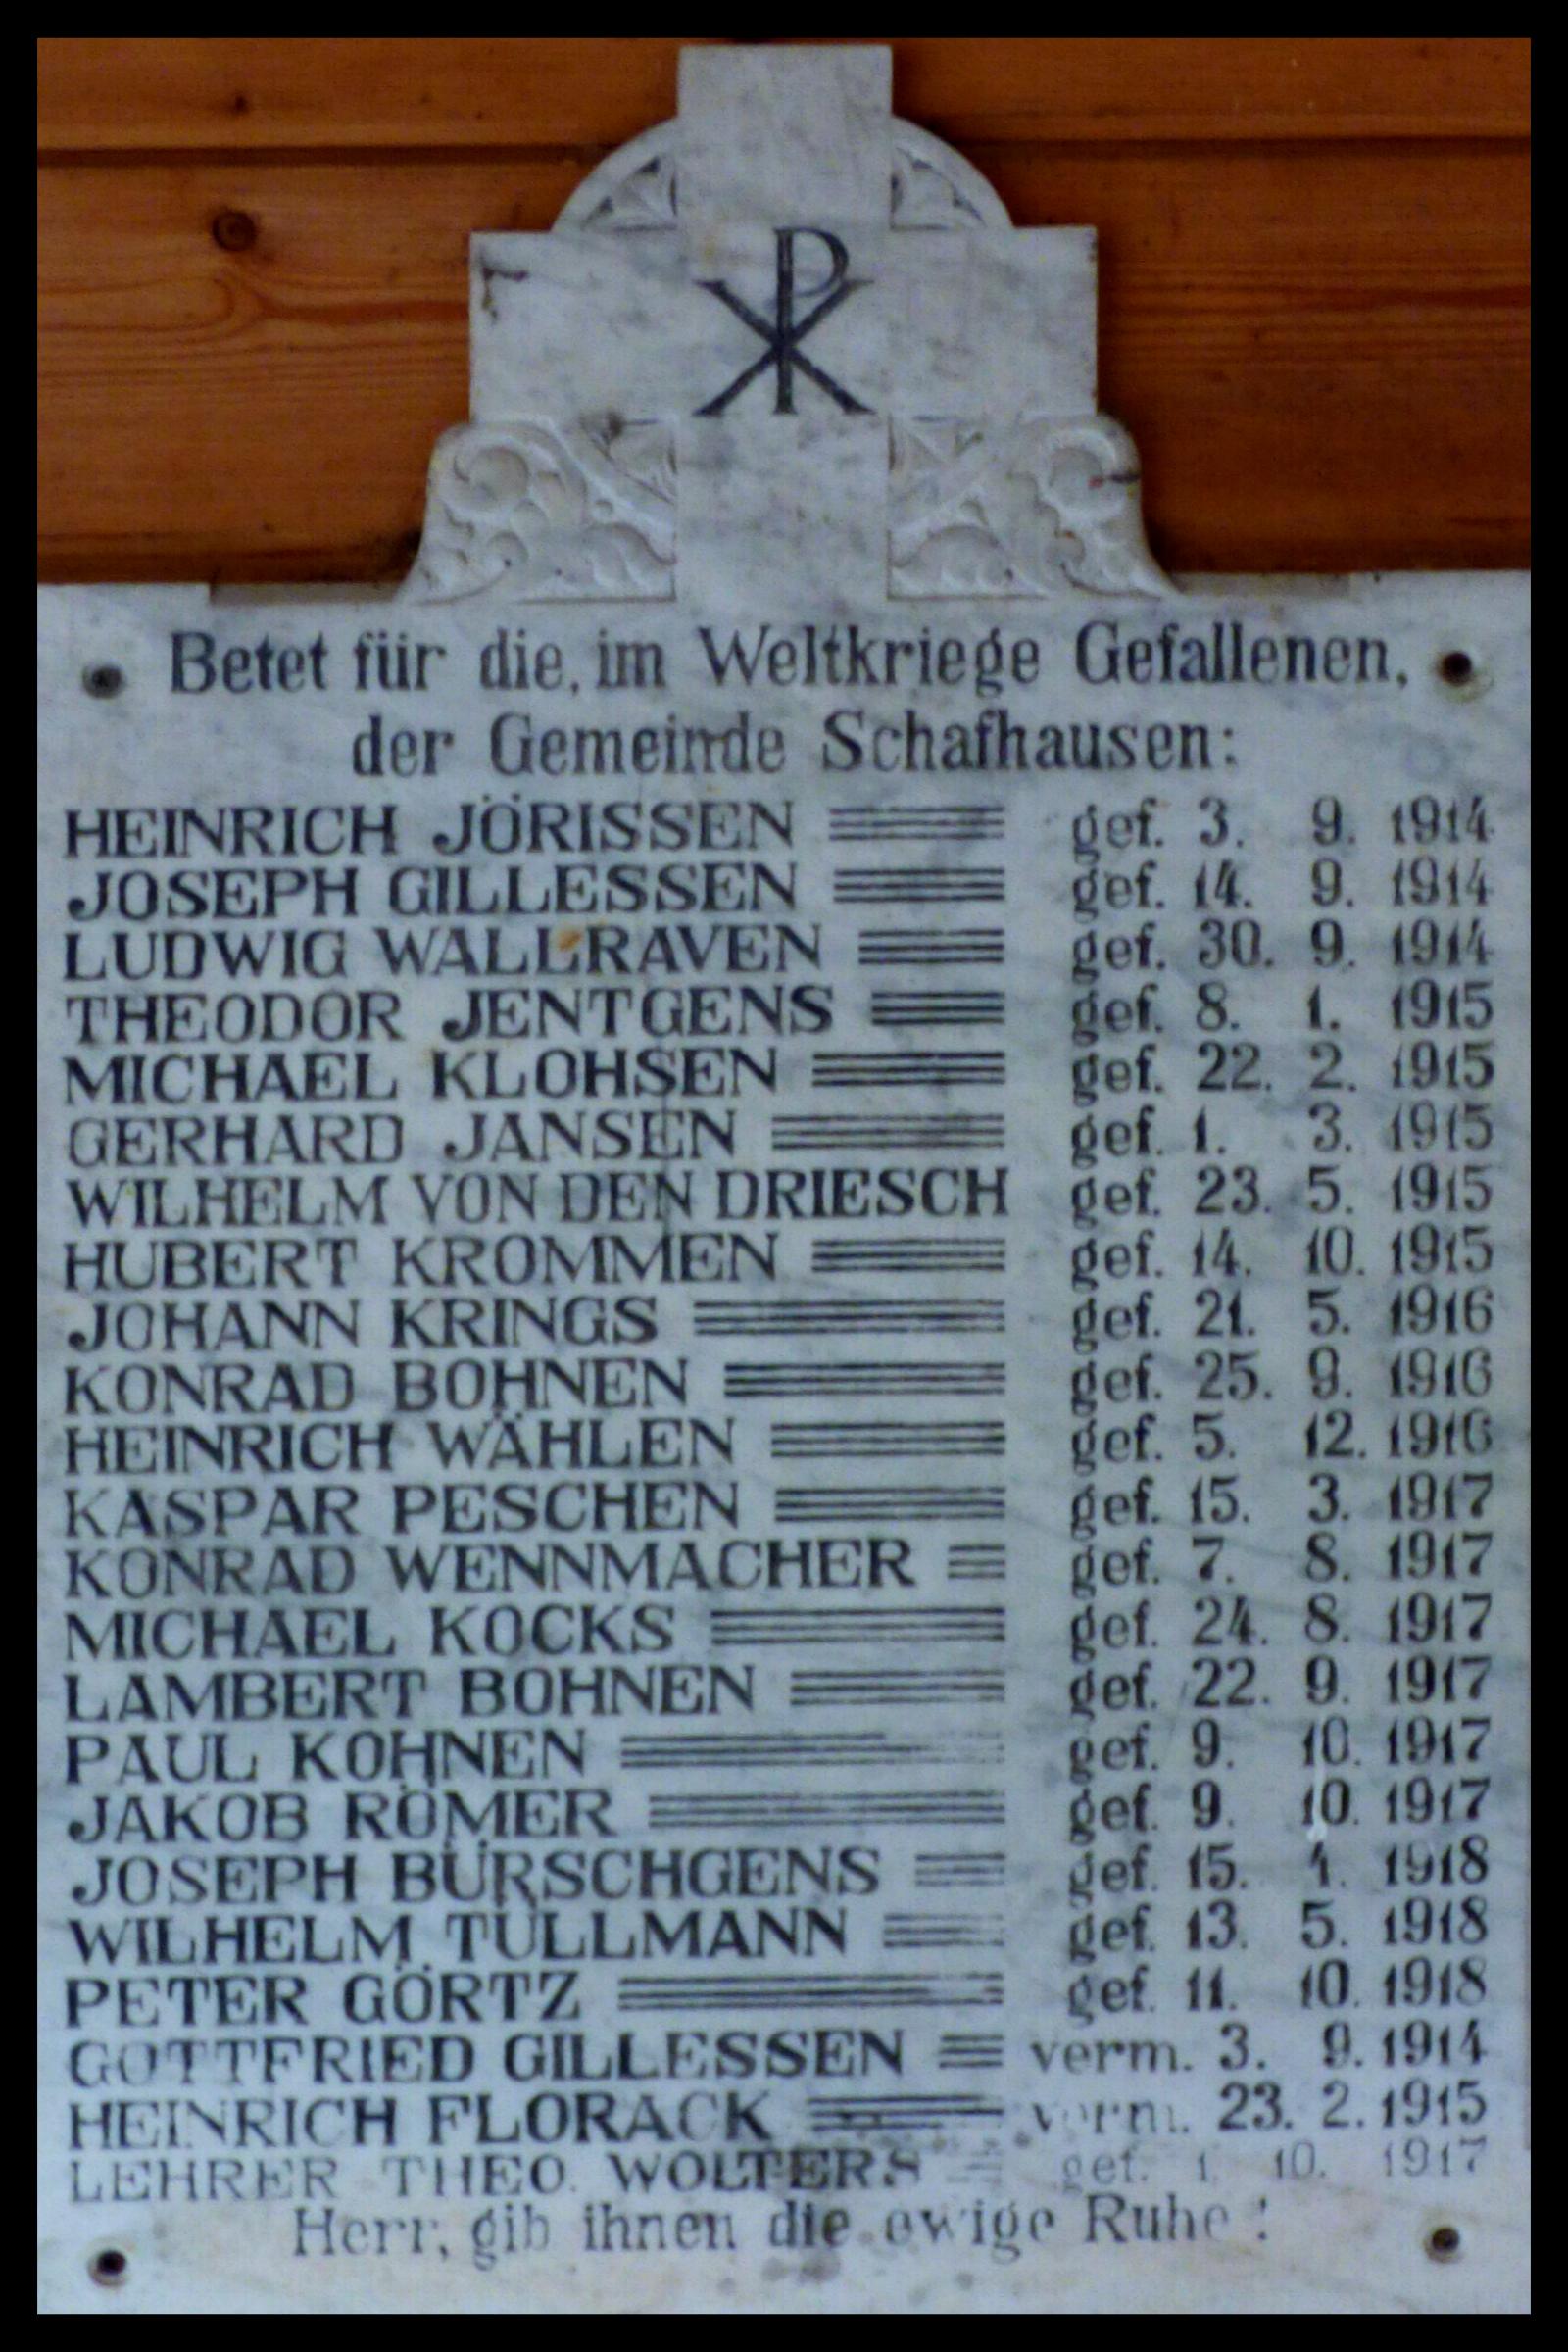 ☧
Betet für die, im Weltkriege Gefallenen,
der Gemeinde Schafhausen:
HEINRICH JÖRISSEN gef. 3. 9. 1914
JOSEPH GILLESSEN gef. 14. 9. 1914
LUDWIG WALLRAVEN gef. 30. 9. 1914
THEODOR JENTGENS gef. 8. 1. 1915
MICHAEL KLOHSEN gef. 22. 2. 1915
GERHARD JANSEN gef. 1. 3. 1915
WILHELM VON DEN DRIESCH gef. 23. 5. 1915
HUBERT KROMMEN gef. 14. 10. 1915
JOHANN KRINGS gef. 21. 5. 1916
KONRAD BOHNEN gef. 25. 9. 1916
HEINRICH WÄHLEN gef. 5. 12. 1916
KASPAR PESCHEN gef. 15. 3. 1917
KONRAD WENNMACHER gef. 7. 8. 1917
MICHAEL KOCKS gef. 24. 8. 1917
LAMBERT BOHNEN gef. 22. 9. 1917
PAUL KOHNEN gef. 9. 10. 1917
JAKOB RÖMER gef. 9. 10. 1917
JOSEPH BÜRSCHGENS gef. 15. 1918
WILHELM TÜLLMANN gef. 13. 5. 1918
PETER GÖRTZ gef. 11. 10. 1918
GOTTFRIED GILLESSEN verm. 3. 9. 1914
HEINRICH FLORACK verm. 23. 2. 1915
LEHRER THEO. WOLTERS gef. 1. 10. 1917
Herr, gib ihnen die ewige Ruhe!